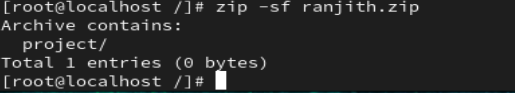 [root@localhost /]# zip -sf ranjith.zip
Archive contains:
  project/
Total 1 entries (0 bytes)
[root@localhost /]#